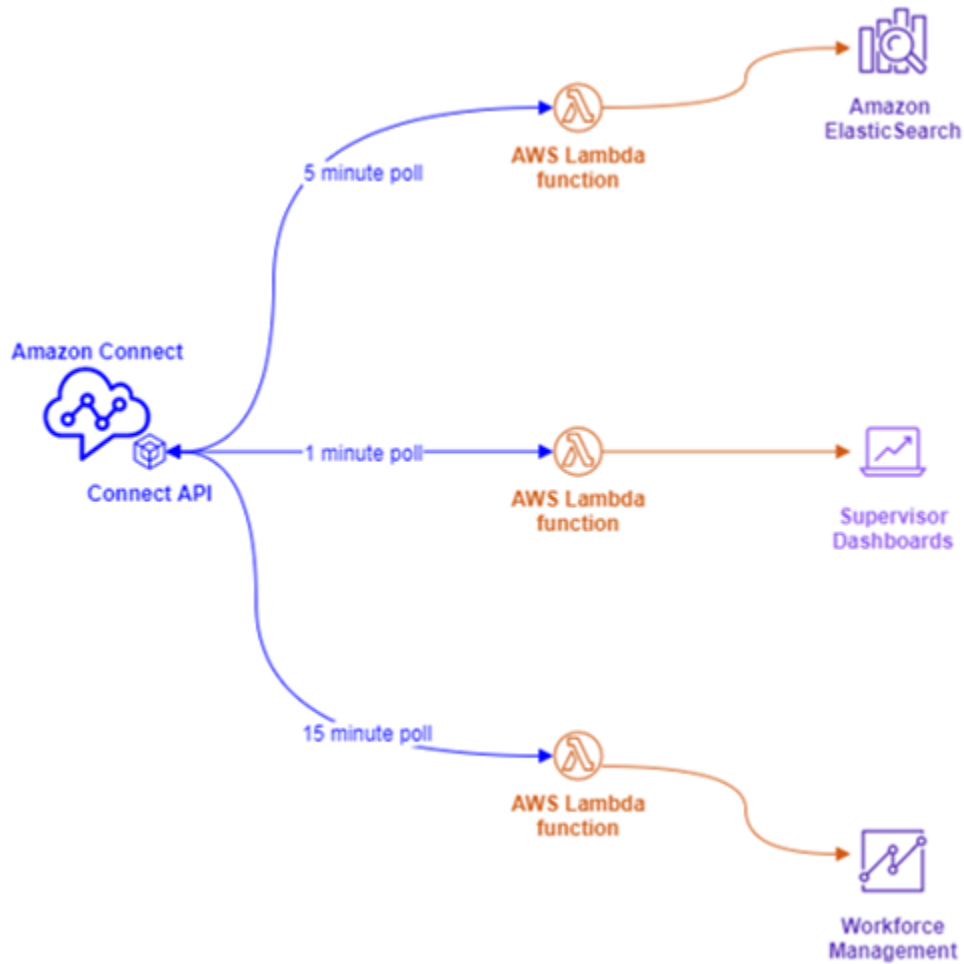 Amazon
ElasticSearch
AWS Lambda
function
5 minute poll
Amazon Connect
Connect API
1 minute poll
AWS Lambda
function
Supervisor
Dashboards
15 minute poll
AWS Lambda
function
Workforce
Management